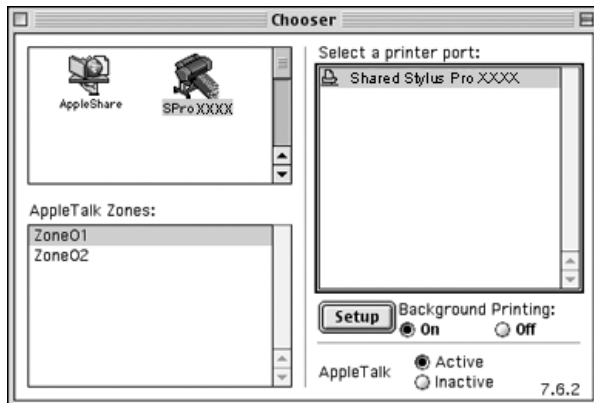 Chooser
AppleShare
SPro XXXX
AppleTalk Zones:
Zone01
Zone02
Select a printer port:
Shared Stylus Pro XXXX
Setup
Background Printing:
On Off
AppleTalk
Active
Inactive
7.6.2